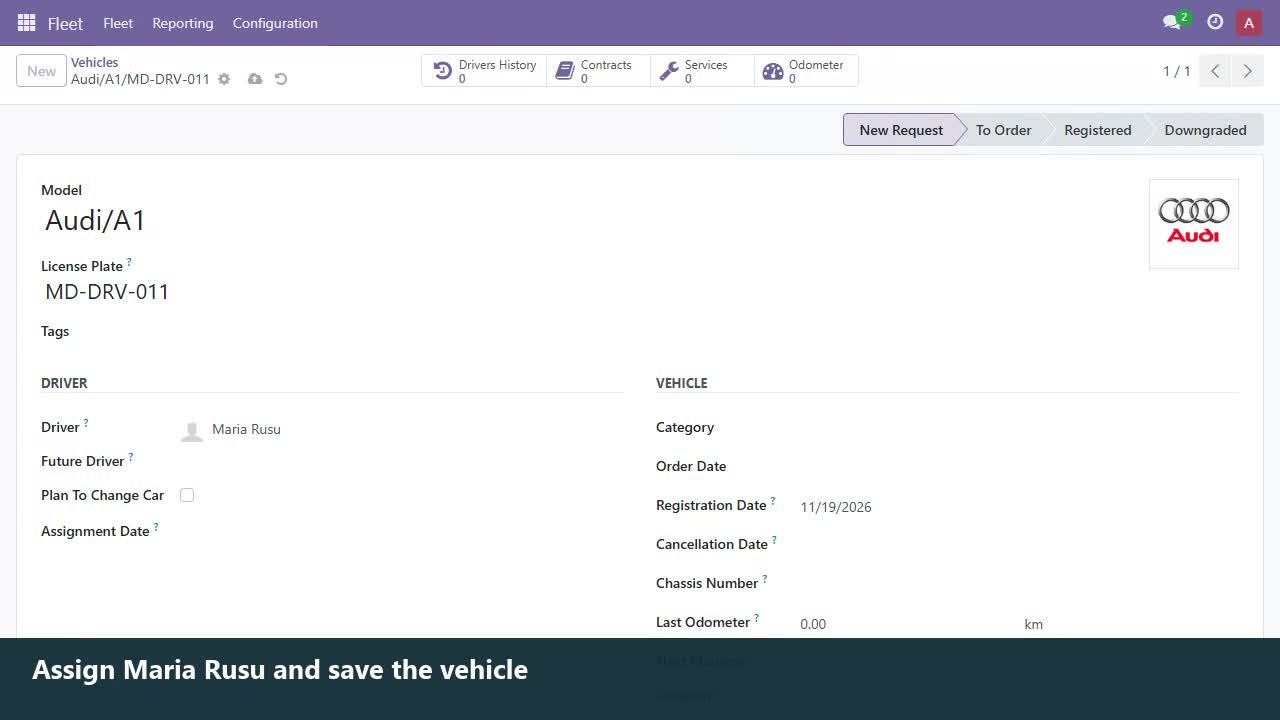 Fleet Fleet Reporting Configuration 2 A
New Vehicles Drivers History Contracts Services Odometer
Audi/A1/MD-DRV-011 0 0 0 0 1 / 1
New Request To Order Registered Downgraded
Model
Audi/A1
Audi
License Plate ?
MD-DRV-011
Tags
DRIVER
Driver ? Maria Rusu
Future Driver ?
Plan To Change Car
Assignment Date ?
VEHICLE
Category
Order Date
Registration Date ? 11/19/2026
Cancellation Date ?
Chassis Number ?
Last Odometer ? 0.00 km
Assign Maria Rusu and save the vehicle